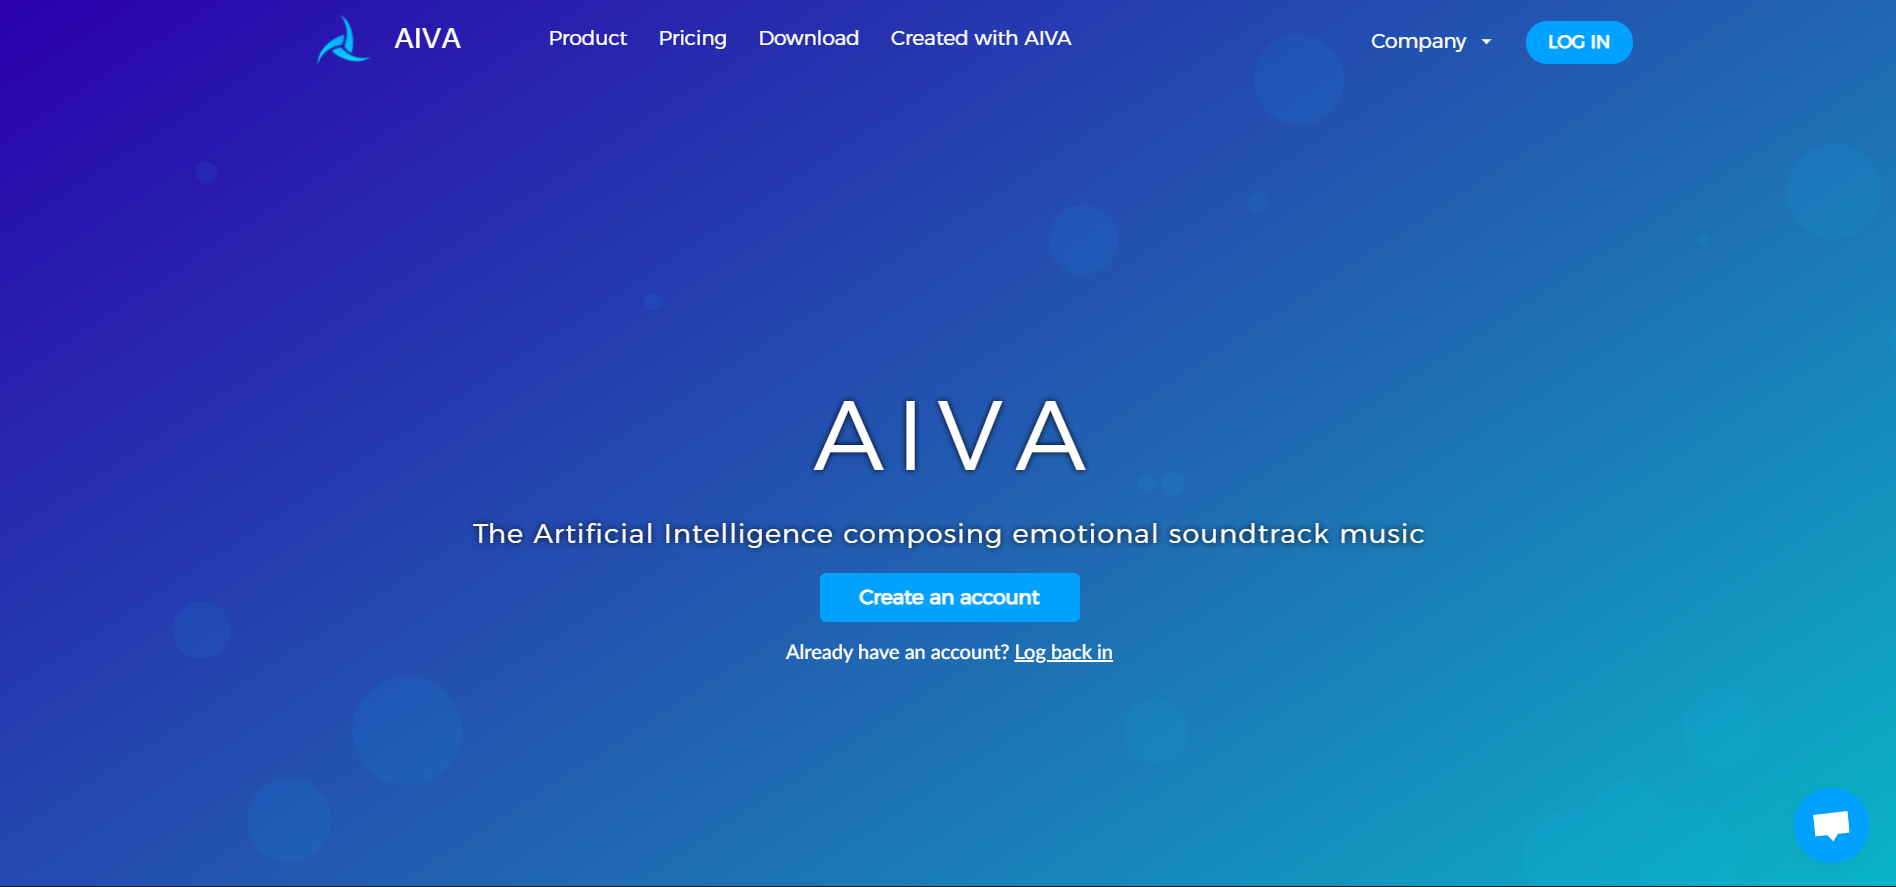 AIVA
Product
Pricing
Download
Created with AIVA
Company
LOG IN
AIVA
The Artificial Intelligence composing emotional soundtrack music
Create an account
Already have an account? Log back in